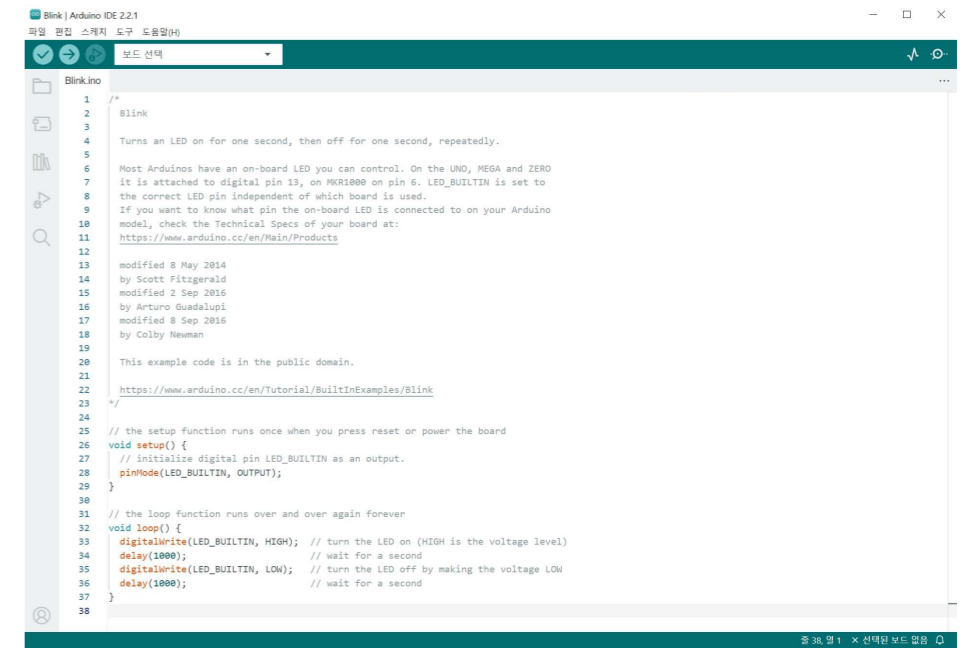 Blink | Arduino IDE 2.2.1
파일 편집 스케치 도구 도움말(H)
보드 선택
Blink.ino
1 /*
2 Blink
3
4 Turns an LED on for one second, then off for one second, repeatedly.
5
6 Most Arduinos have an on-board LED you can control. On the UNO, MEGA and ZERO
7 it is attached to digital pin 13, on MKR1000 on pin 6. LED_BUILTIN is set to
8 the correct LED pin independent of which board is used.
9 If you want to know what pin the on-board LED is connected to on your Arduino
10 model, check the Technical Specs of your board at:
11 https://www.arduino.cc/en/Main/Products
12
13 modified 8 May 2014
14 by Scott Fitzgerald
15 modified 2 Sep 2016
16 by Arturo Guadalupi
17 modified 8 Sep 2016
18 by Colby Newman
19
20 This example code is in the public domain.
21
22 https://www.arduino.cc/en/Tutorial/BuiltInExamples/Blink
23 */
24
25 // the setup function runs once when you press reset or power the board
26 void setup() {
27 // initialize digital pin LED_BUILTIN as an output.
28 pinMode(LED_BUILTIN, OUTPUT);
29 }
30
31 // the loop function runs over and over again forever
32 void loop() {
33 digitalWrite(LED_BUILTIN, HIGH); // turn the LED on (HIGH is the voltage level)
34 delay(1000); // wait for a second
35 digitalWrite(LED_BUILTIN, LOW); // turn the LED off by making the voltage LOW
36 delay(1000); // wait for a second
37 }
38
줄 38, 열 1 × 선택된 보드 없음